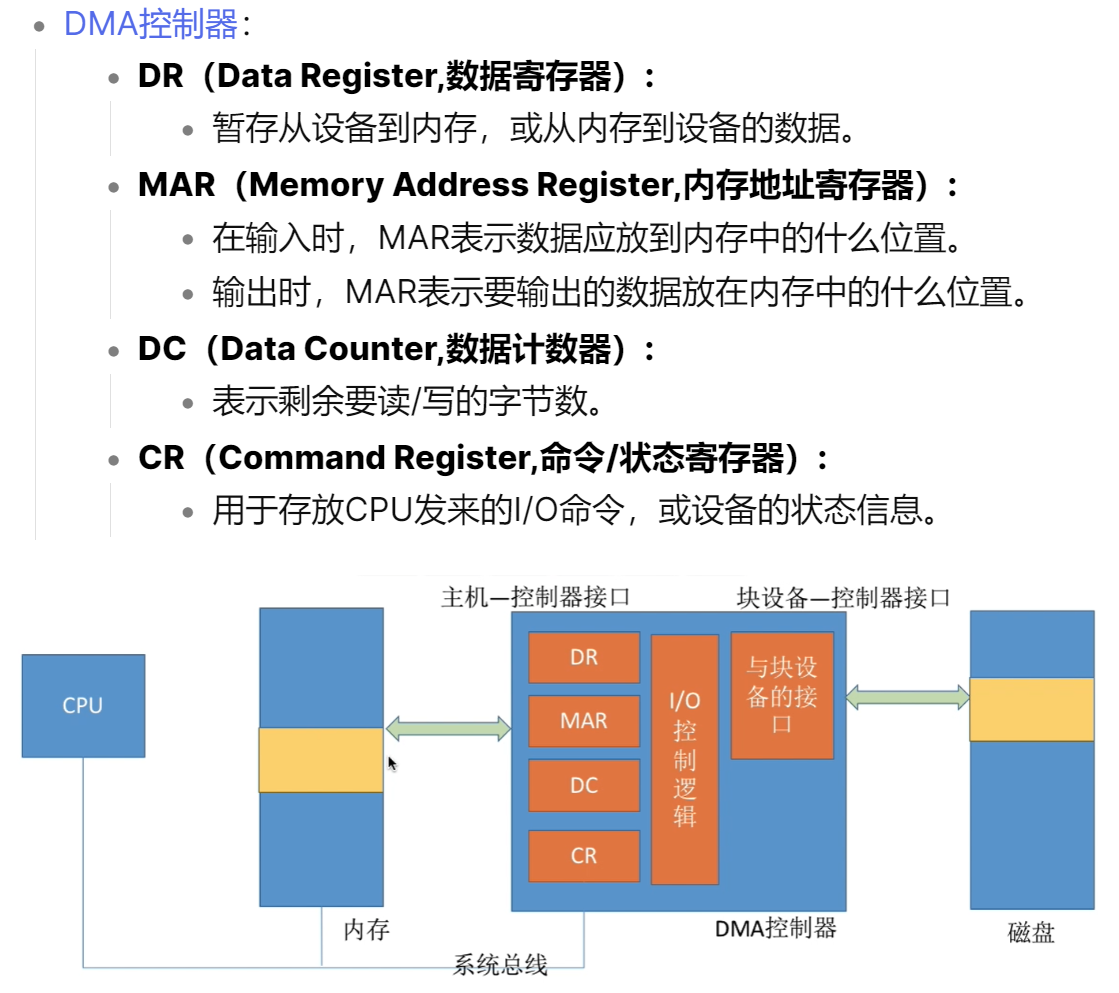 DMA控制器：
DR（Data Register,数据寄存器）：
暂存从设备到内存，或从内存到设备的数据。
MAR（Memory Address Register,内存地址寄存器）：
在输入时，MAR表示数据应放到内存中的什么位置。
输出时，MAR表示要输出的数据放在内存中的什么位置。
DC（Data Counter,数据计数器）：
表示剩余要读/写的字节数。
CR（Command Register,命令/状态寄存器）：
用于存放CPU发来的I/O命令，或设备的状态信息。
主机—控制器接口
块设备—控制器接口
CPU
DR
MAR
DC
CR
I/O
控
制
逻
辑
与块设
备的接
口
内存
DMA控制器
磁盘
系统总线